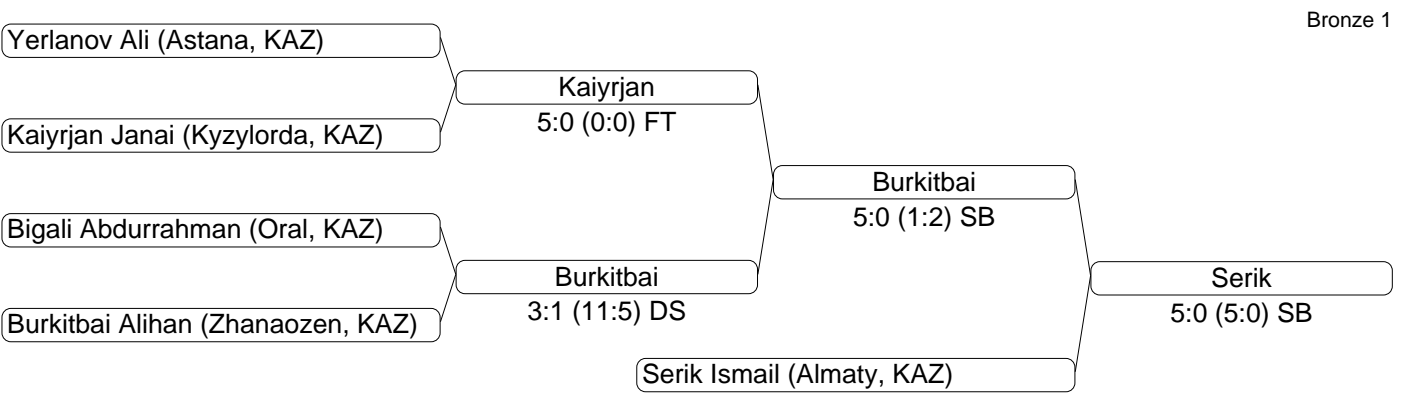 Bronze 1
Yerlanov Ali (Astana, KAZ)
Kaiyrjan
5:0 (0:0) FT
Kaiyrjan Janai (Kyzylorda, KAZ)
Burkitbai
5:0 (1:2) SB
Bigali Abdurrahman (Oral, KAZ)
Burkitbai
3:1 (11:5) DS
Serik
5:0 (5:0) SB
Burkitbai Alihan (Zhanaozen, KAZ)
Serik Ismail (Almaty, KAZ)